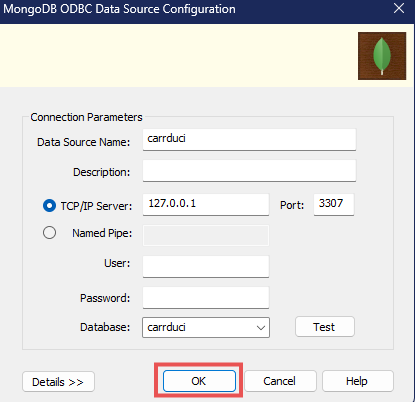 MongoDB ODBC Data Source Configuration
Connection Parameters
Data Source Name: carrduci
Description:
TCP/IP Server: 127.0.0.1 Port: 3307
Named Pipe:
User:
Password:
Database: carrduci Test
Details >> OK Cancel Help